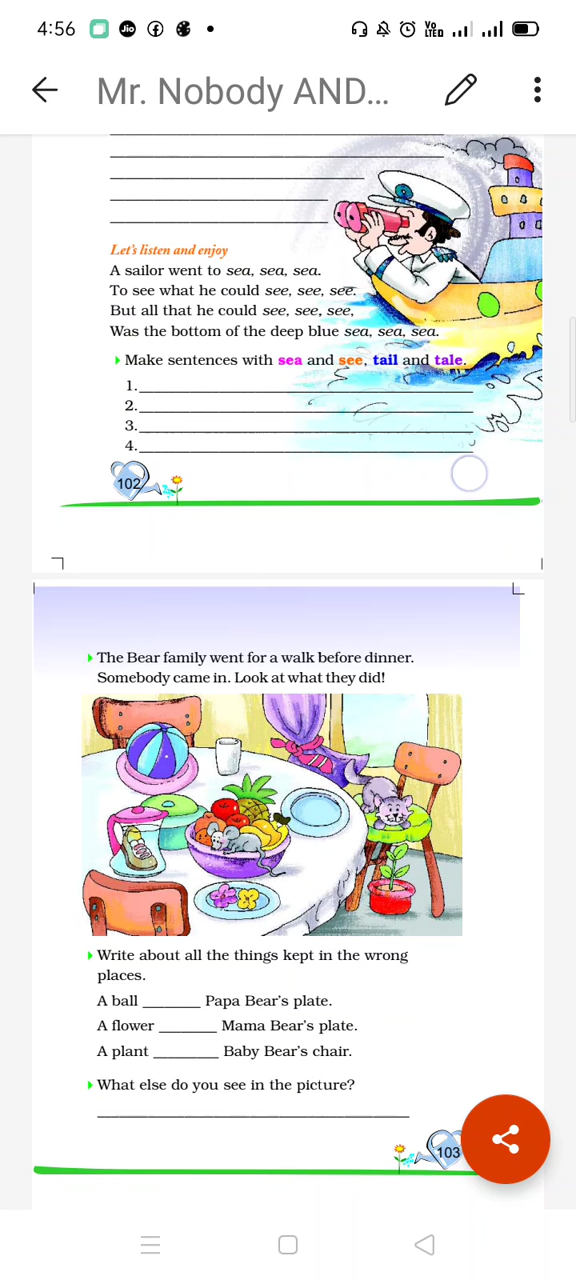 4:56
Jio
Vo
LTED
Mr. Nobody AND...
Let's listen and enjoy
A sailor went to sea, sea, sea.
To see what he could see, see, see.
But all that he could see, see, see,
Was the bottom of the deep blue sea, sea, sea.
Make sentences with sea and see, tail and tale.
1.
2.
3.
4.
102
The Bear family went for a walk before dinner.
Somebody came in. Look at what they did!
Write about all the things kept in the wrong
places.
A ball _______ Papa Bear's plate.
A flower _______ Mama Bear's plate.
A plant ________ Baby Bear's chair.
What else do you see in the picture?
103